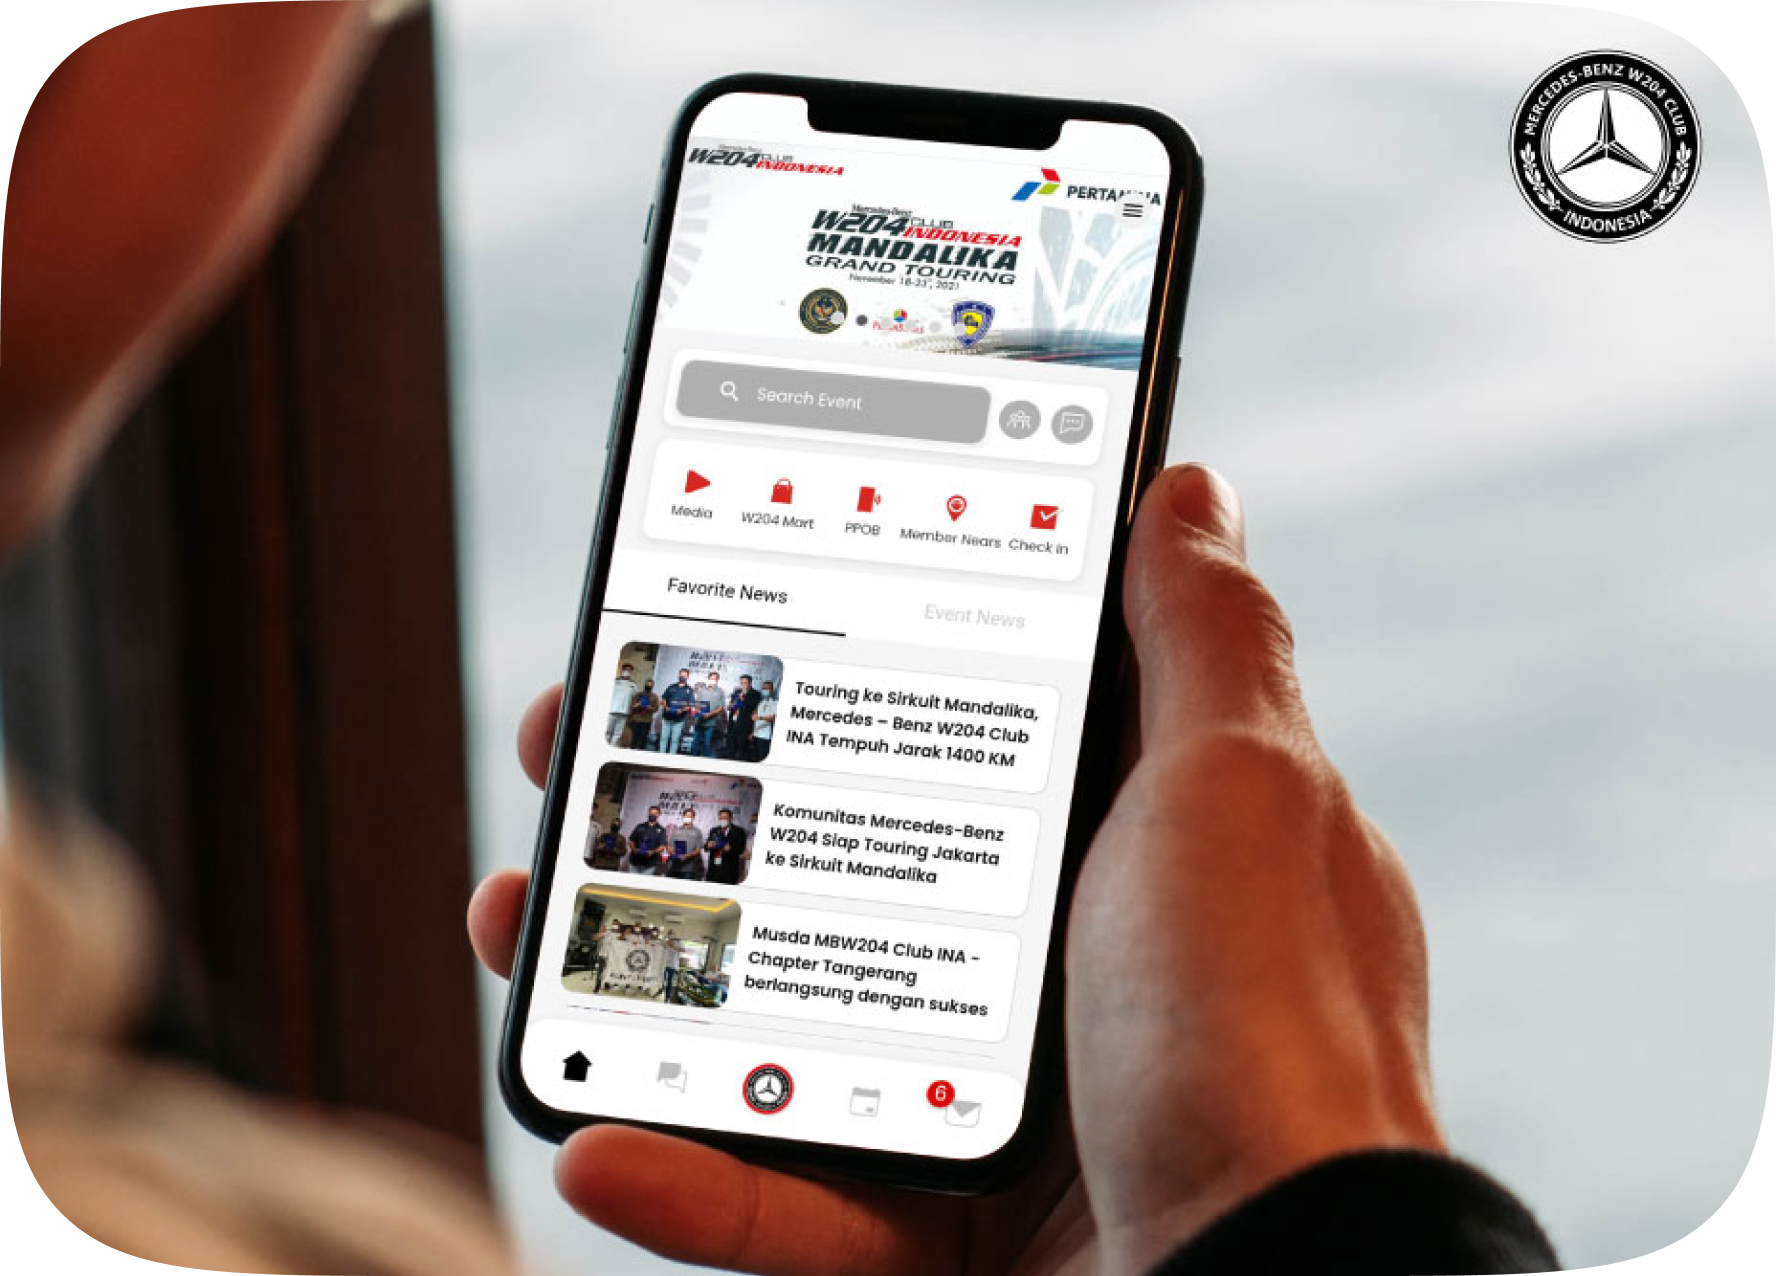 MERCEDES-BENZ W204 CLUB
INDONESIA
W204 CLUB
INDONESIA
PERTAMINA
Mercedes-Benz
W204 CLUB
INDONESIA
MANDALIKA
GRAND TOURING
November 18-23, 2021
Search Event
Media
W204 Mart
PPOB
Member Nears
Check In
Favorite News
Event News
Touring ke Sirkuit Mandalika,
Mercedes – Benz W204 Club
INA Tempuh Jarak 1400 KM
Komunitas Mercedes-Benz
W204 Siap Touring Jakarta
ke Sirkuit Mandalika
Musda MBW204 Club INA -
Chapter Tangerang
berlangsung dengan sukses
6